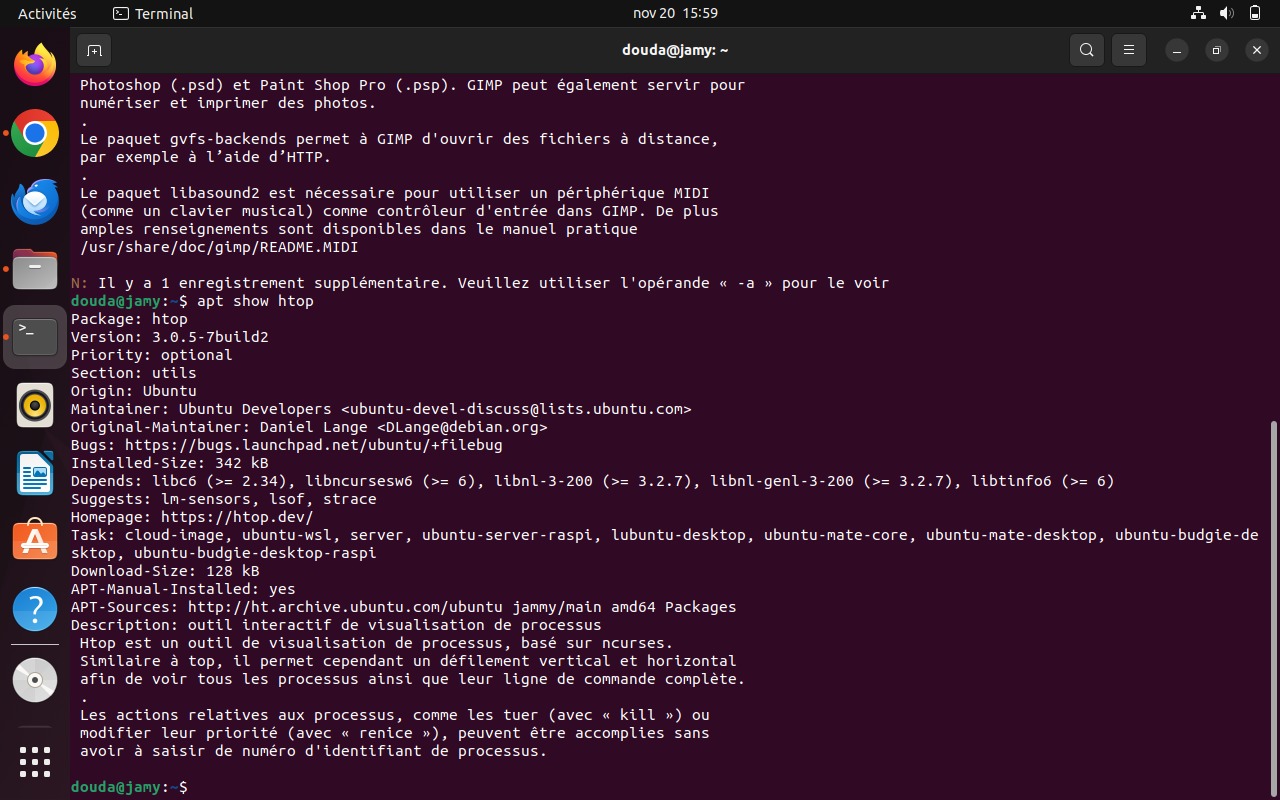 Activités
Terminal
nov 20 15:59
douda@jamy: ~
Photoshop (.psd) et Paint Shop Pro (.psp). GIMP peut également servir pour
numériser et imprimer des photos.
.
Le paquet gvfs-backends permet à GIMP d'ouvrir des fichiers à distance,
par exemple à l’aide d’HTTP.
.
Le paquet libasound2 est nécessaire pour utiliser un périphérique MIDI
(comme un clavier musical) comme contrôleur d'entrée dans GIMP. De plus
amples renseignements sont disponibles dans le manuel pratique
/usr/share/doc/gimp/README.MIDI
N: Il y a 1 enregistrement supplémentaire. Veuillez utiliser l'opérande « -a » pour le voir
douda@jamy:~$ apt show htop
Package: htop
Version: 3.0.5-7build2
Priority: optional
Section: utils
Origin: Ubuntu
Maintainer: Ubuntu Developers <ubuntu-devel-discuss@lists.ubuntu.com>
Original-Maintainer: Daniel Lange <DLange@debian.org>
Bugs: https://bugs.launchpad.net/ubuntu/+filebug
Installed-Size: 342 kB
Depends: libc6 (>= 2.34), libncursesw6 (>= 6), libnl-3-200 (>= 3.2.7), libnl-genl-3-200 (>= 3.2.7), libtinfo6 (>= 6)
Suggests: lm-sensors, lsof, strace
Homepage: https://htop.dev/
Task: cloud-image, ubuntu-wsl, server, ubuntu-server-raspi, lubuntu-desktop, ubuntu-mate-core, ubuntu-mate-desktop, ubuntu-budgie-de
sktop, ubuntu-budgie-desktop-raspi
Download-Size: 128 kB
APT-Manual-Installed: yes
APT-Sources: http://ht.archive.ubuntu.com/ubuntu jammy/main amd64 Packages
Description: outil interactif de visualisation de processus
Htop est un outil de visualisation de processus, basé sur ncurses.
Similaire à top, il permet cependant un défilement vertical et horizontal
afin de voir tous les processus ainsi que leur ligne de commande complète.
.
Les actions relatives aux processus, comme les tuer (avec « kill ») ou
modifier leur priorité (avec « renice »), peuvent être accomplies sans
avoir à saisir de numéro d'identifiant de processus.
douda@jamy:~$